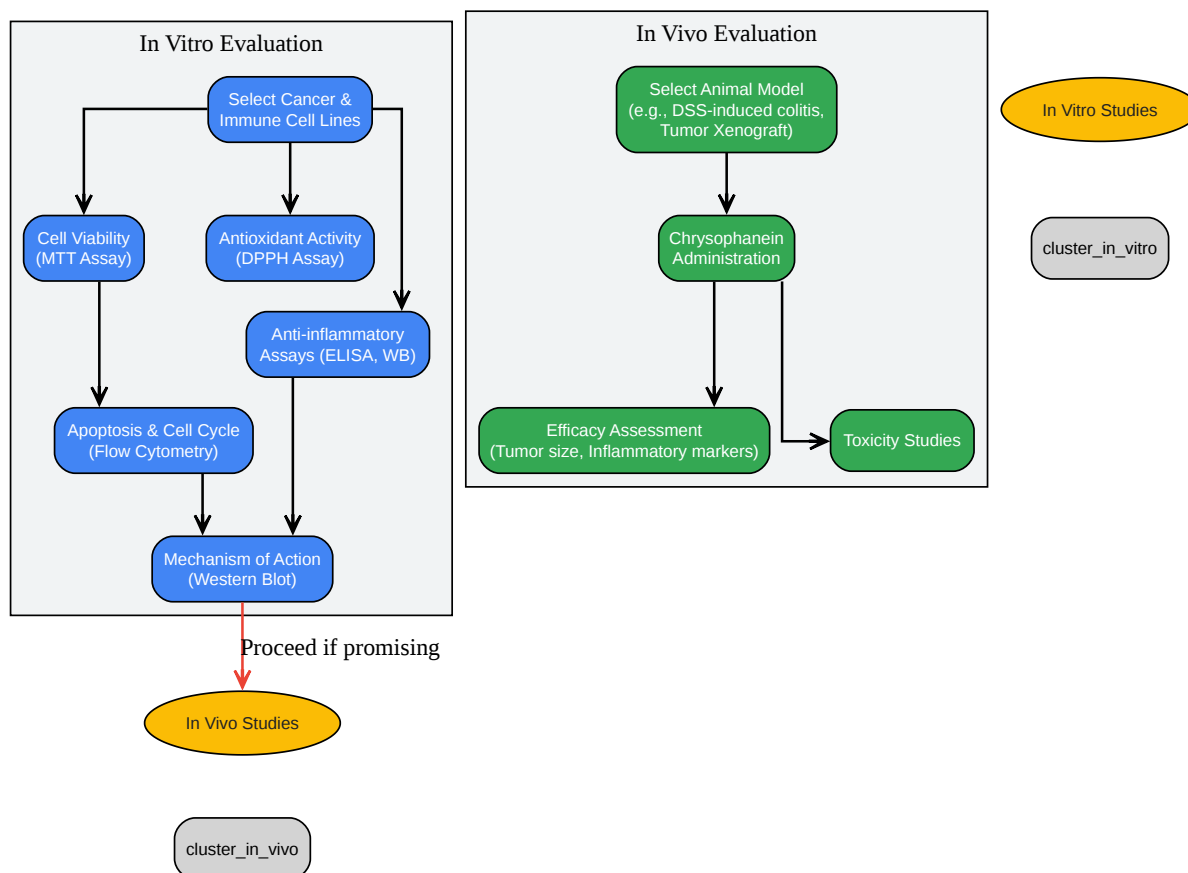 In Vitro Evaluation
Select Cancer &
Immune Cell Lines
Cell Viability
(MTT Assay)
Antioxidant Activity
(DPPH Assay)
Anti-inflammatory
Assays (ELISA, WB)
Apoptosis & Cell Cycle
(Flow Cytometry)
Mechanism of Action
(Western Blot)
Proceed if promising
In Vivo Studies
cluster_in_vivo
In Vivo Evaluation
Select Animal Model
(e.g., DSS-induced colitis,
Tumor Xenograft)
Chrysophanein
Administration
Efficacy Assessment
(Tumor size, Inflammatory markers)
Toxicity Studies
In Vitro Studies
cluster_in_vitro